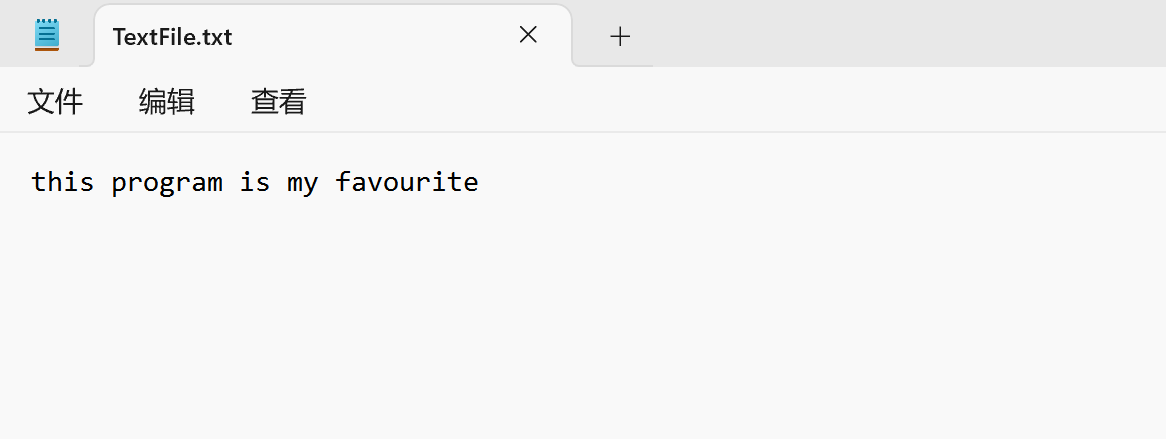 TextFile.txt
文件 编辑 查看
this program is my favourite